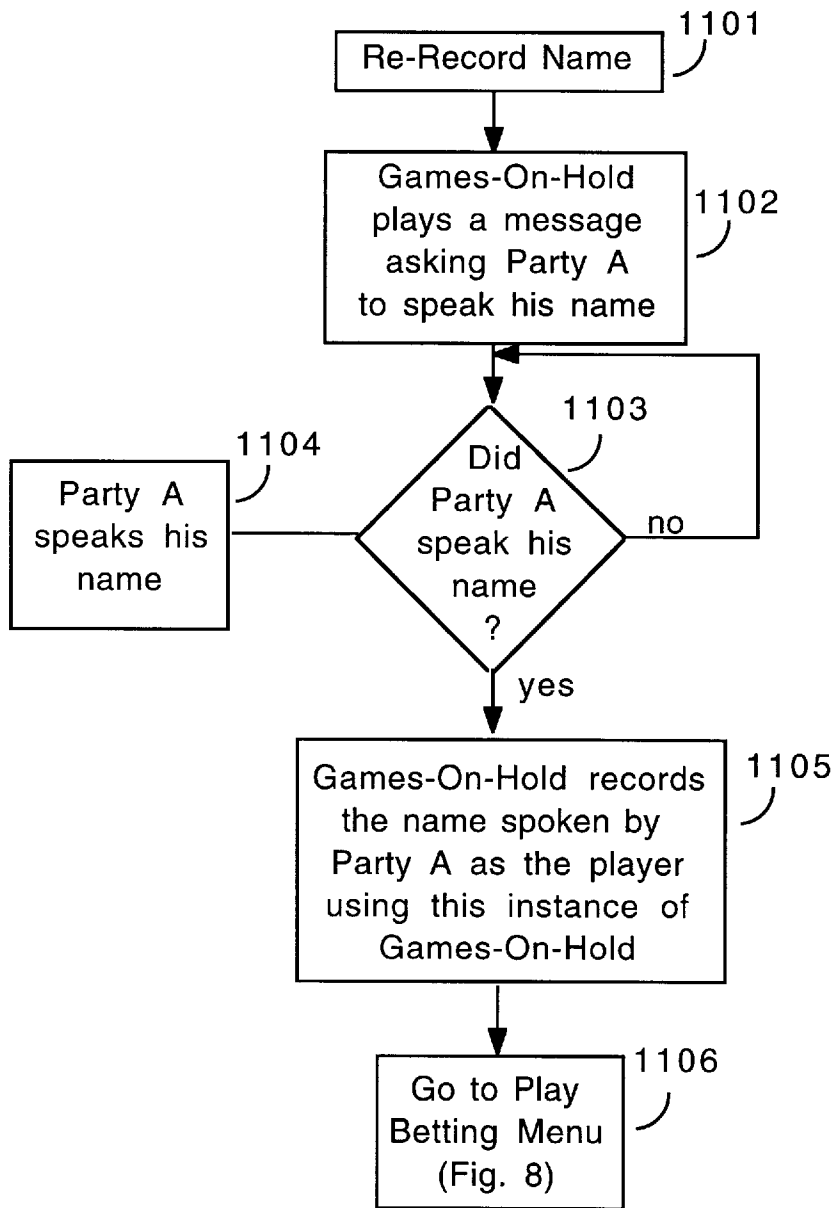 1101
Re-Record Name
Games-On-Hold
plays a message
asking Party A
to speak his name
1102
1103
Did
Party A
speak his
name
?
no
1104
Party A
speaks his
name
yes
Games-On-Hold records
the name spoken by
Party A as the player
using this instance of
Games-On-Hold
1105
1106
Go to Play
Betting Menu
(Fig. 8)